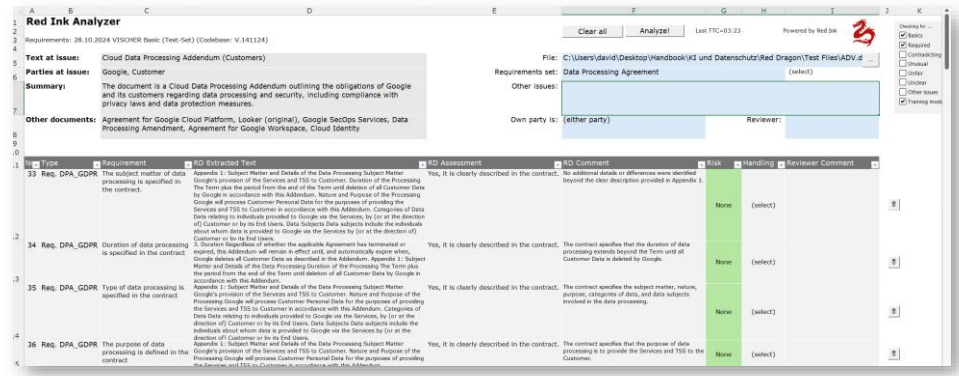 A B C D E F G H I J K
Red Ink Analyzer
Clear all Analyze! Last TTC=03:23 Powered by Red Ink
Checking for ...
Basics
Requirements: 28.10.2024 VISCHER Basic (Test-Set) (Codebase: V.141124)
Required
Contradicting
Text at issue: Cloud Data Processing Addendum (Customers) File: C:\Users\david\Desktop\Handbook\KI und Datenschutz\Red Dragon\Test Files\ADV.d ...
Unusual
Parties at issue: Google, Customer Requirements set: Data Processing Agreement (select)
Unfair
Unclear
Summary: The document is a Cloud Data Processing Addendum outlining the obligations of Google Other issues:
and its customers regarding data processing and security, including compliance with
privacy laws and data protection measures.
Other issues
Training mode
Other documents: Agreement for Google Cloud Platform, Looker (original), Google SecOps Services, Data Own party is: (either party) Reviewer:
Processing Amendment, Agreement for Google Workspace, Cloud Identity
Type Requirement RD Extracted Text RD Assessment RD Comment Risk Handling Reviewer Comment
33 Req. DPA_GDPR The subject matter of data
processing is specified in
the contract.
Appendix 1: Subject Matter and Details of the Data Processing Subject Matter
Google's provision of the Services and TSS to Customer. Duration of the Processing
The Term plus the period from the end of the Term until deletion of all Customer Data
by Google in accordance with this Addendum. Nature and Purpose of the Processing
Google will process Customer Personal Data for the purposes of providing the
Services and TSS to Customer in accordance with this Addendum. Categories of Data
Data relating to individuals provided to Google via the Services, by (or at the direction
of) Customer or by its End Users. Data Subjects Data subjects include the individuals
about whom data is provided to Google via the Services by (or at the direction of)
Customer or by its End Users.
Yes, it is clearly described in the contract.
No additional details or differences were identified
beyond the clear description provided in Appendix 1.
None (select)
34 Req. DPA_GDPR Duration of data processing
is specified in the contract
3. Duration Regardless of whether the applicable Agreement has terminated or
expired, this Addendum will remain in effect until, and automatically expire when,
Google deletes all Customer Data as described in this Addendum. Appendix 1: Subject
Matter and Details of the Data Processing Duration of the Processing The Term plus
the period from the end of the Term until deletion of all Customer Data by Google in
accordance with this Addendum.
Yes, it is clearly described in the contract.
The contract specifies that the duration of data
processing extends beyond the Term until all
Customer Data is deleted by Google.
None (select)
35 Req. DPA_GDPR Type of data processing is
specified in the contract
Appendix 1: Subject Matter and Details of the Data Processing Subject Matter
Google's provision of the Services and TSS to Customer. Nature and Purpose of the
Processing Google will process Customer Personal Data for the purposes of providing
the Services and TSS to Customer in accordance with this Addendum. Categories of
Data Data relating to individuals provided to Google via the Services, by (or at the
direction of) Customer or by its End Users. Data Subjects Data subjects include the
individuals about whom data is provided to Google via the Services by (or at the
direction of) Customer or by its End Users.
Yes, it is clearly described in the contract.
The contract specifies the subject matter, nature,
purpose, categories of data, and data subjects
involved in the data processing.
None (select)
36 Req. DPA_GDPR The purpose of data
processing is defined in the
contract
Appendix 1: Subject Matter and Details of the Data Processing Subject Matter
Google's provision of the Services and TSS to Customer. Nature and Purpose of the
Processing Google will process Customer Personal Data for the purposes of providing
the Services and TSS to Customer in accordance with this Addendum.
Yes, it is clearly described in the contract.
The contract specifies that the purpose of data
processing is to provide the Services and TSS to the
Customer.
None (select)